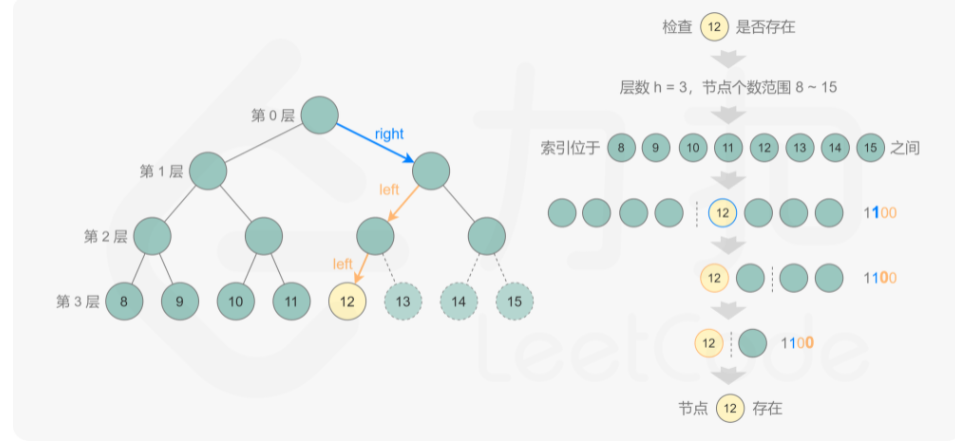 第 0 层
right
第 1 层
left
第 2 层
left
第 3 层 8 9 10 11 12 13 14 15
检查 12 是否存在
层数 h = 3，节点个数范围 8 ~ 15
索引位于 8 9 10 11 12 13 14 15 之间
12 1100
12 1100
12 1100
节点 12 存在
力扣
LeetCode